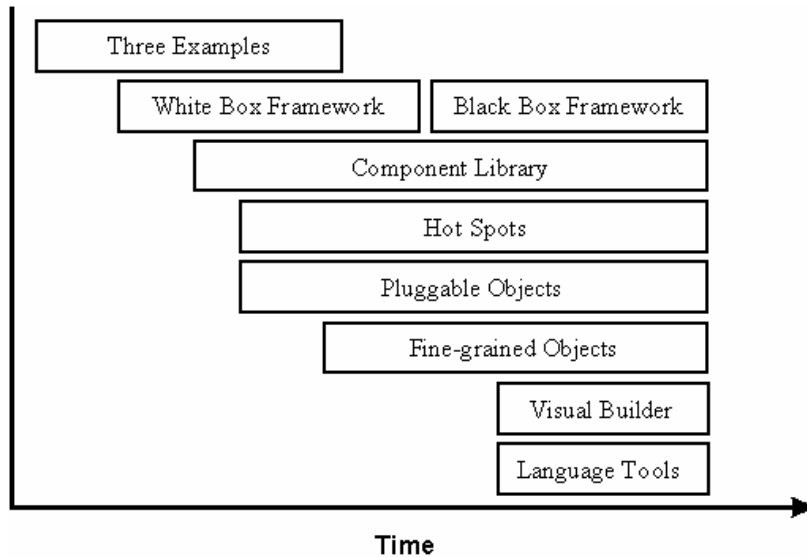 Three Examples
White Box Framework
Black Box Framework
Component Library
Hot Spots
Pluggable Objects
Fine-grained Objects
Visual Builder
Language Tools
Time